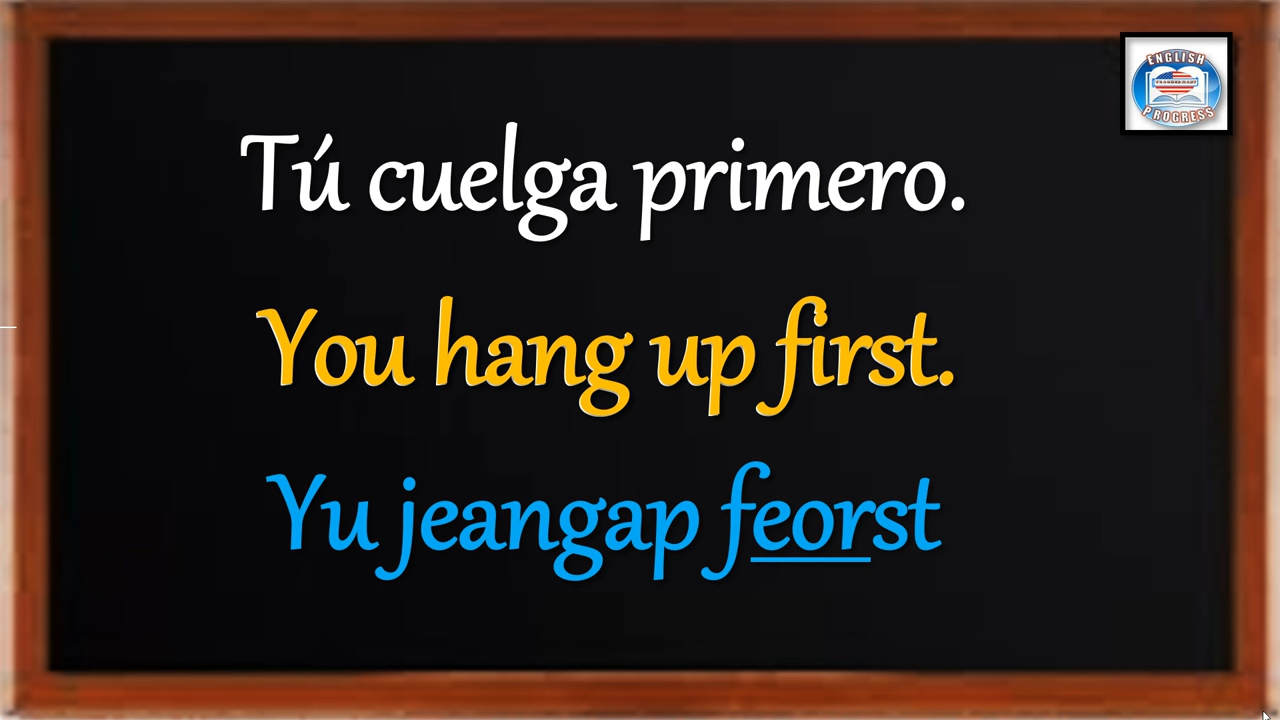 ENGLISH
PROGRESS
Tú cuelga primero.
You hang up first.
Yu jeangap feorst